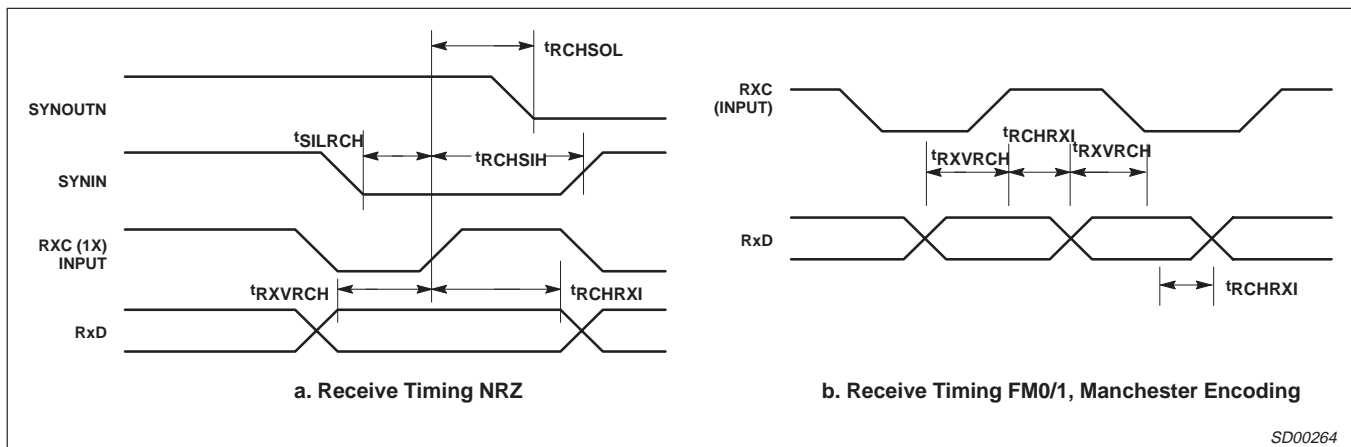 tRCHSOL
SYNOUTN
tSILRCH
tRCHSIH
SYNIN
RXC (1X)
INPUT
tRXVRCH
tRCHRXI
RxD
a. Receive Timing NRZ
RXC
(INPUT)
tRCHRXI
tRXVRCH
tRXVRCH
RxD
tRCHRXI
b. Receive Timing FM0/1, Manchester Encoding
SD00264